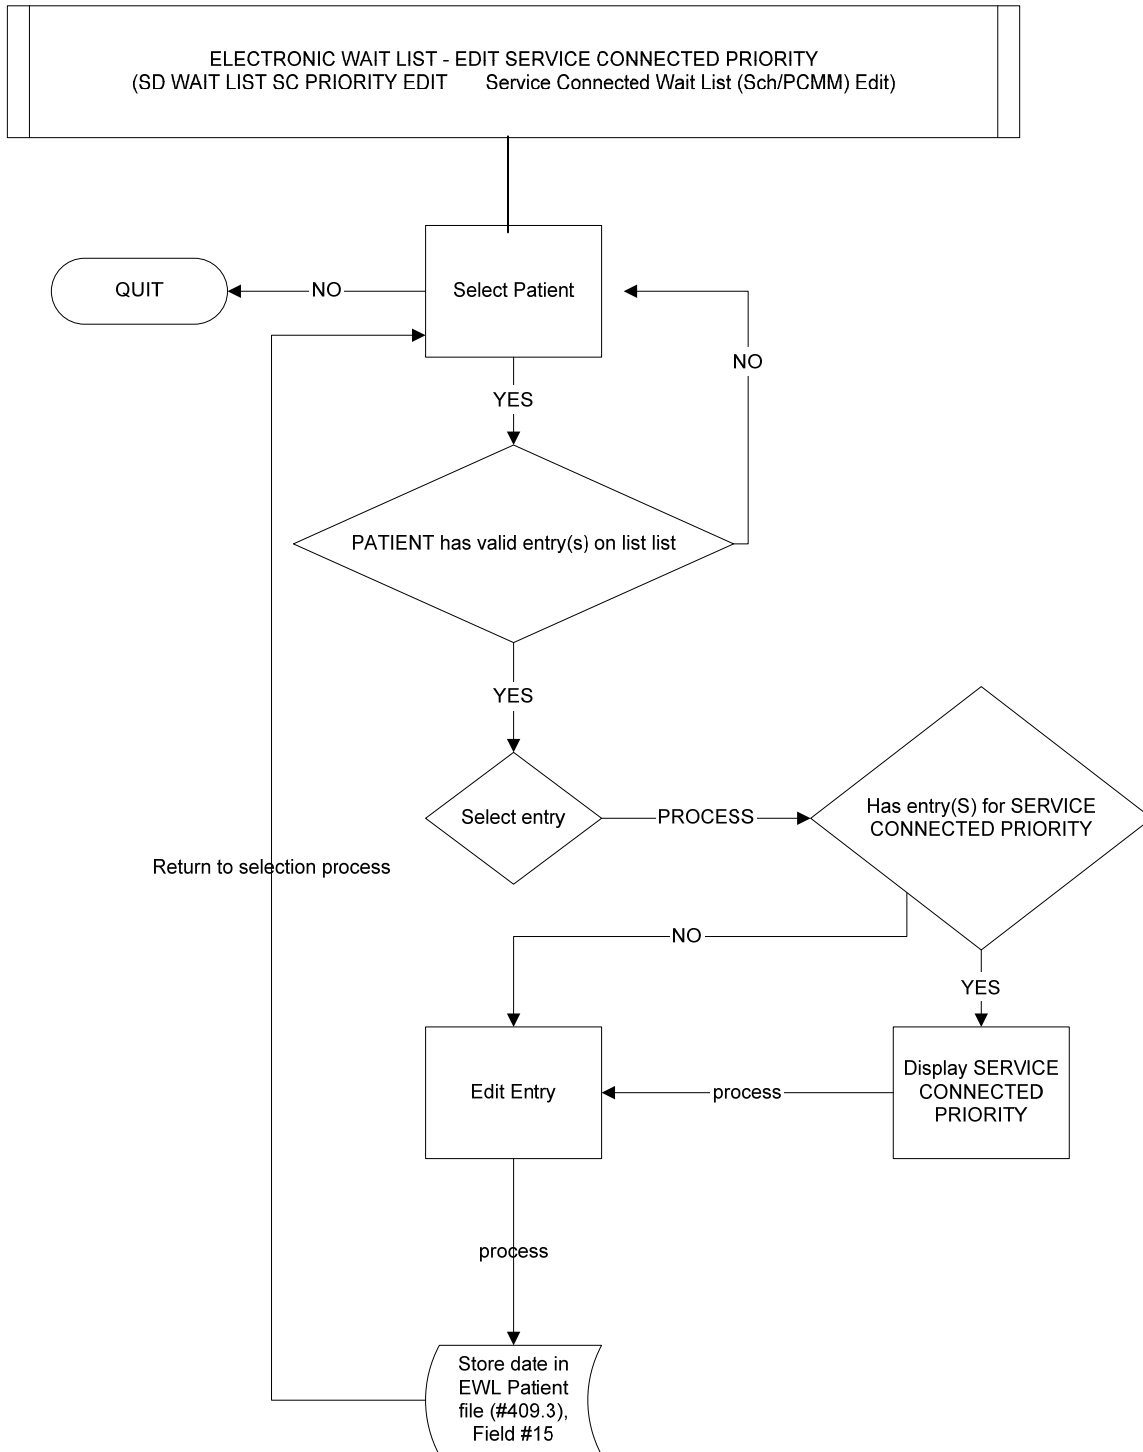 ELECTRONIC WAIT LIST - EDIT SERVICE CONNECTED PRIORITY
(SD WAIT LIST SC PRIORITY EDIT Service Connected Wait List (Sch/PCMM) Edit)
QUIT
NO
Select Patient
NO
YES
PATIENT has valid entry(s) on list list
YES
Select entry
PROCESS
Has entry(S) for SERVICE
CONNECTED PRIORITY
Return to selection process
NO
YES
Edit Entry
process
Display SERVICE
CONNECTED
PRIORITY
process
Store date in
EWL Patient
file (#409.3),
Field #15